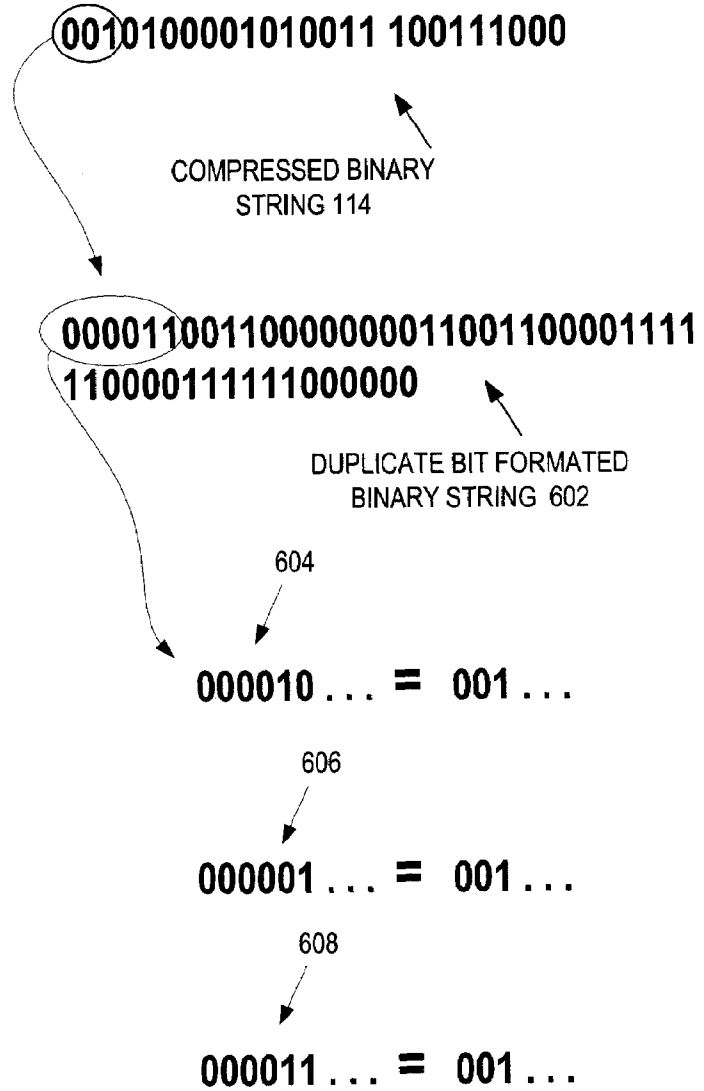 0010100001010011 100111000
COMPRESSED BINARY
STRING 114
00001100110000000011001100001111
110000111111000000
DUPLICATE BIT FORMATED
BINARY STRING 602
604
000010 . . . = 001 . . .
606
000001 . . . = 001 . . .
608
000011 . . . = 001 . . .